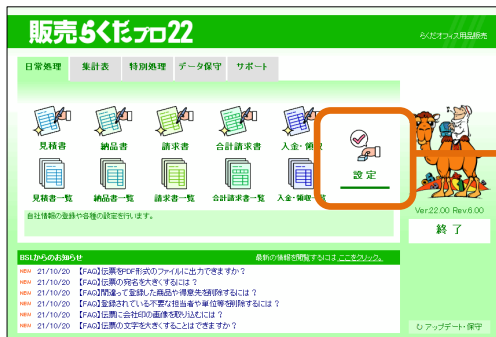 販売らくだプロ22
らくだオフィス用品販売
日常処理 集計表 特別処理 データ保守 サポート
見積書 納品書 請求書 合計請求書 入金・領収
設定
見積書一覧 納品書一覧 請求書一覧 合計請求書一覧 入金・領収一
自社情報の登録や各種の設定を行います。
Ver.22.00 Rev.6.00
終了
BSLからのお知らせ 最新の情報を閲覧するには、ここをクリック。
NEW 21/10/20 【FAQ】伝票をPDF形式のファイルに出力できますか？
NEW 21/10/20 【FAQ】伝票の宛名を大きくするには？
NEW 21/10/20 【FAQ】間違って登録した商品や得意先を削除するには？
NEW 21/10/20 【FAQ】登録されている不要な担当者や単位等を削除するには？
NEW 21/10/20 【FAQ】伝票に会社印の画像を取り込むには？
NEW 21/10/20 【FAQ】伝票の文字を大きくすることはできますか？
アップデート・保守